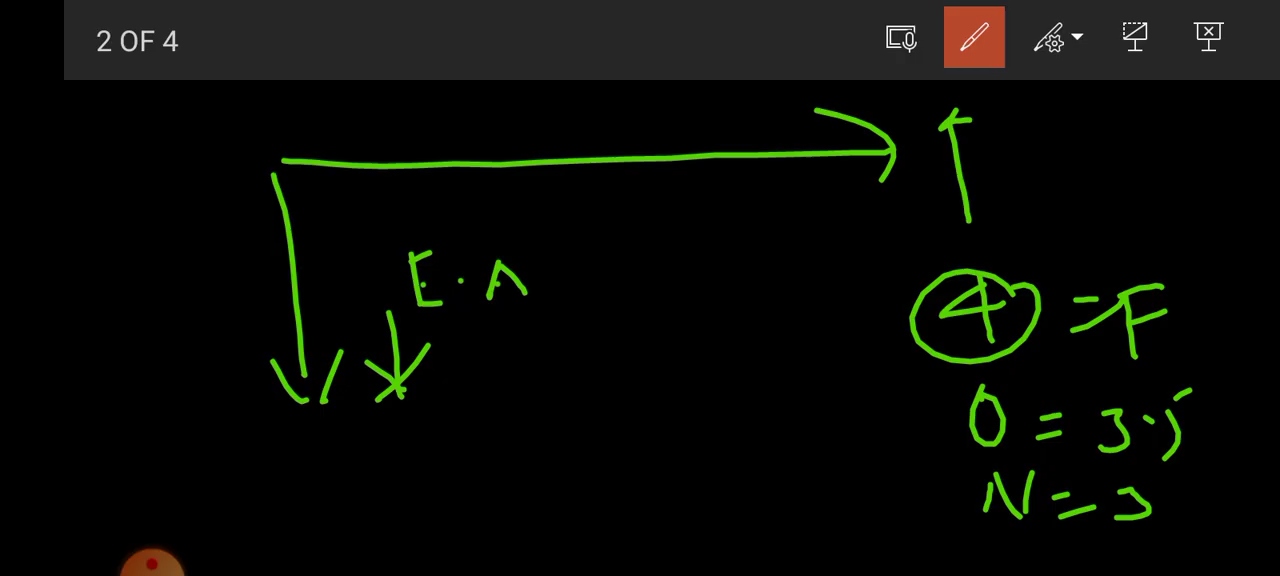 2 OF 4
E·A
4 = F
O = 3.5
N = 3